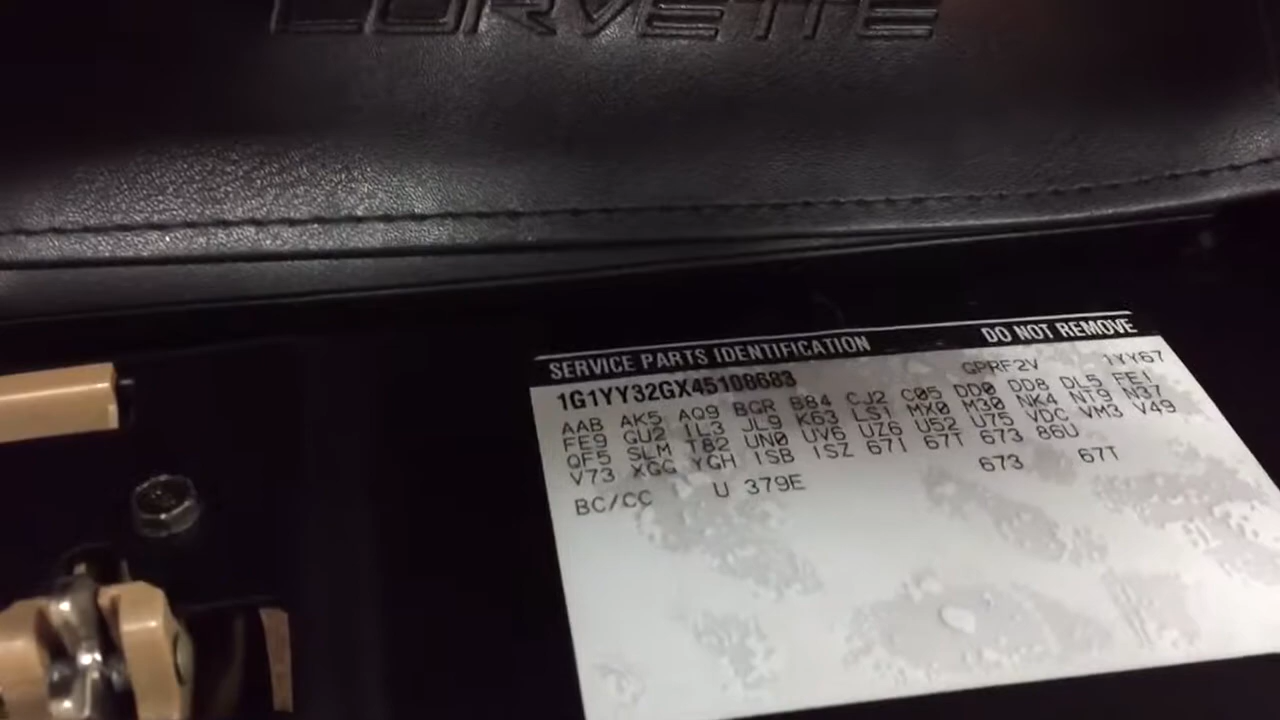 CORVETTE
SERVICE PARTS IDENTIFICATION DO NOT REMOVE
1G1YY32GX45108683 GPRF2V 1YY67
AAB AK5 AQ9 BGR B84 CJ2 C05 DD0 DD8 DL5 FE1
FE9 GU2 IL3 JL9 K63 LS1 MX0 M30 NK4 NT9 N37
QF5 SLM T82 UN0 UV6 UZ6 U52 U75 VDC VM3 V49
V73 XGG YGH 1SB 1SZ 67I 67T 673 86U
BC/CC U 379E 673 67T